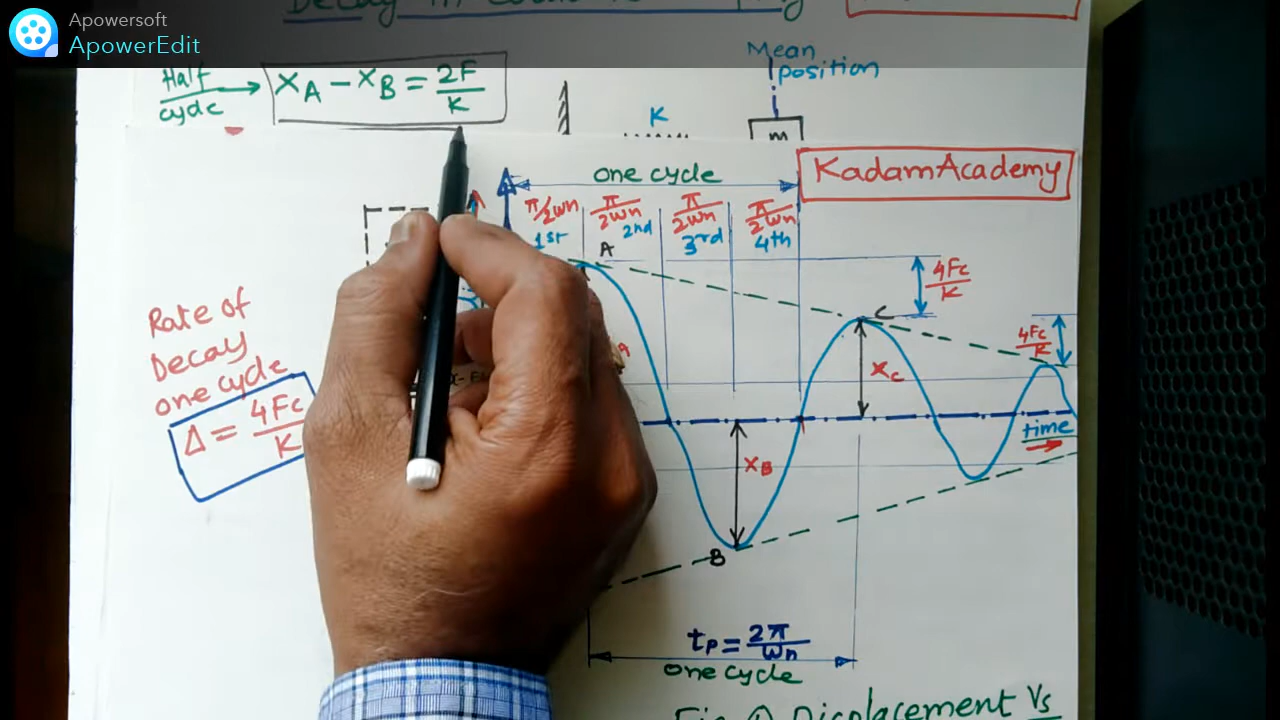 Apowersoft
ApowerEdit
Decay in
Half cycle → xA - xB = 2F/K
Mean position
K
m
one cycle
KadamAcademy
π/2ωn π/2ωn π/2ωn π/2ωn
1st 2nd 3rd 4th
A
4Fc/K
C
4Fc/K
Rate of
Decay
one cycle
Δ = 4Fc/K
xC
time
xB
B
tp = 2π/ωn
one cycle
Displacement Vs